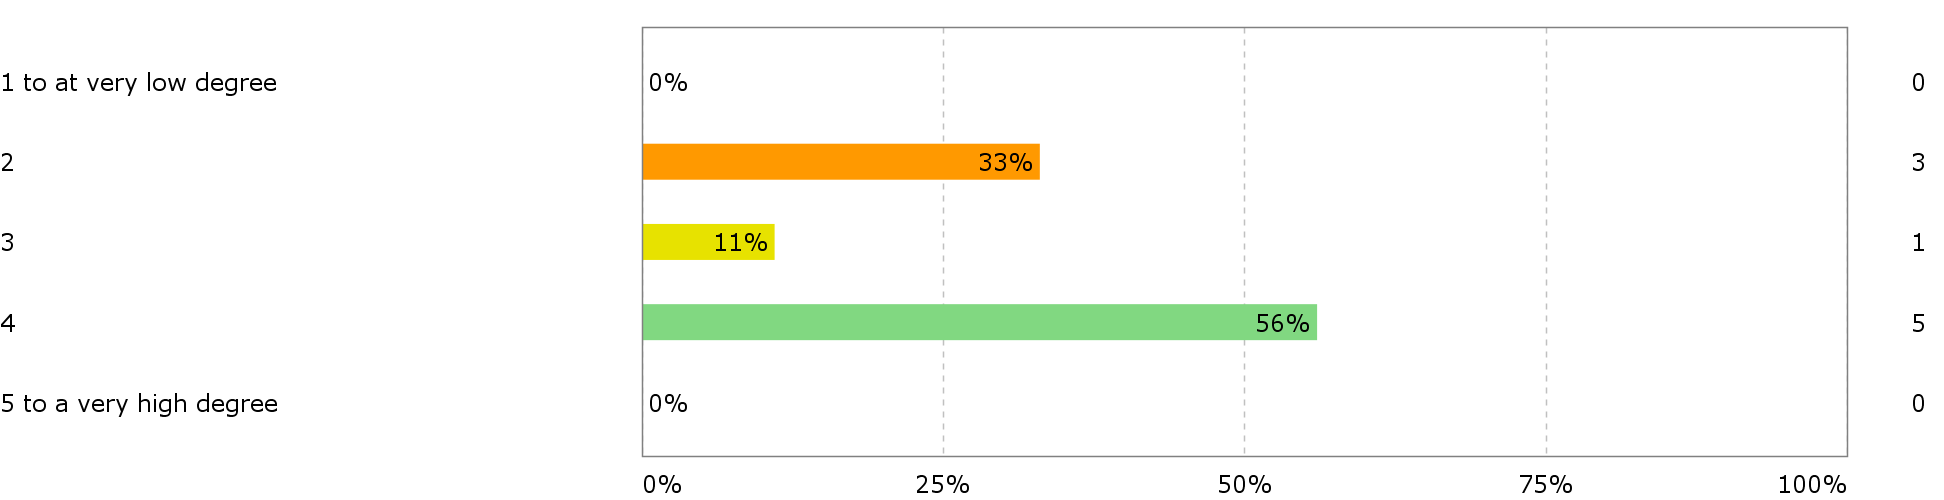 1 to at very low degree 0% 0
2 33% 3
3 11% 1
4 56% 5
5 to a very high degree 0% 0
0% 25% 50% 75% 100%